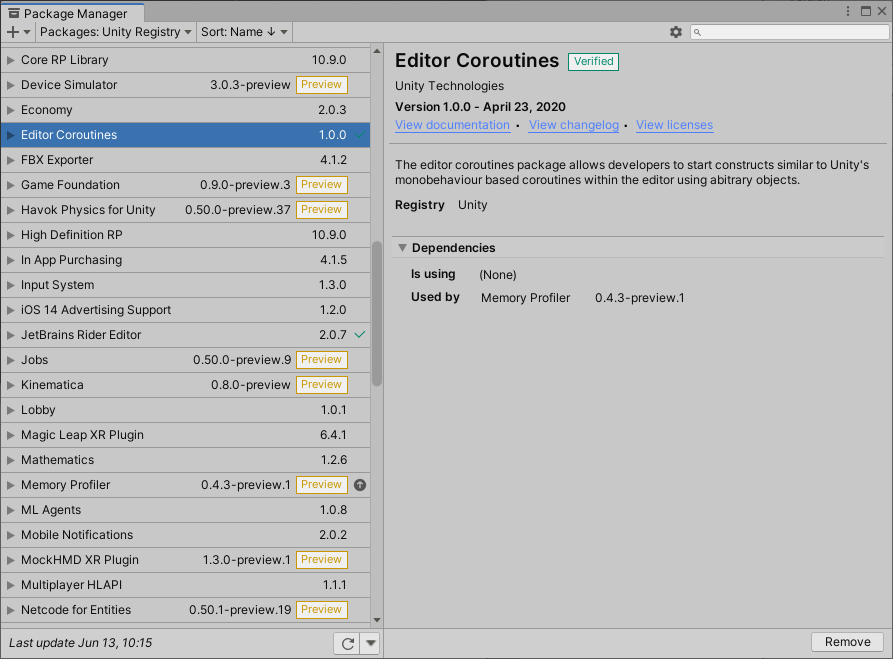 Package Manager
Packages: Unity Registry Sort: Name
Core RP Library 10.9.0
Device Simulator 3.0.3-preview Preview
Economy 2.0.3
Editor Coroutines 1.0.0
FBX Exporter 4.1.2
Game Foundation 0.9.0-preview.3 Preview
Havok Physics for Unity 0.50.0-preview.37 Preview
High Definition RP 10.9.0
In App Purchasing 4.1.5
Input System 1.3.0
iOS 14 Advertising Support 1.2.0
JetBrains Rider Editor 2.0.7
Jobs 0.50.0-preview.9 Preview
Kinematica 0.8.0-preview Preview
Lobby 1.0.1
Magic Leap XR Plugin 6.4.1
Mathematics 1.2.6
Memory Profiler 0.4.3-preview.1 Preview
ML Agents 1.0.8
Mobile Notifications 2.0.2
MockHMD XR Plugin 1.3.0-preview.1 Preview
Multiplayer HLAPI 1.1.1
Netcode for Entities 0.50.1-preview.19 Preview
Last update Jun 13, 10:15
Editor Coroutines Verified
Unity Technologies
Version 1.0.0 - April 23, 2020
View documentation • View changelog • View licenses
The editor coroutines package allows developers to start constructs similar to Unity's
monobehaviour based coroutines within the editor using abitrary objects.
Registry Unity
Dependencies
Is using (None)
Used by Memory Profiler 0.4.3-preview.1
Remove